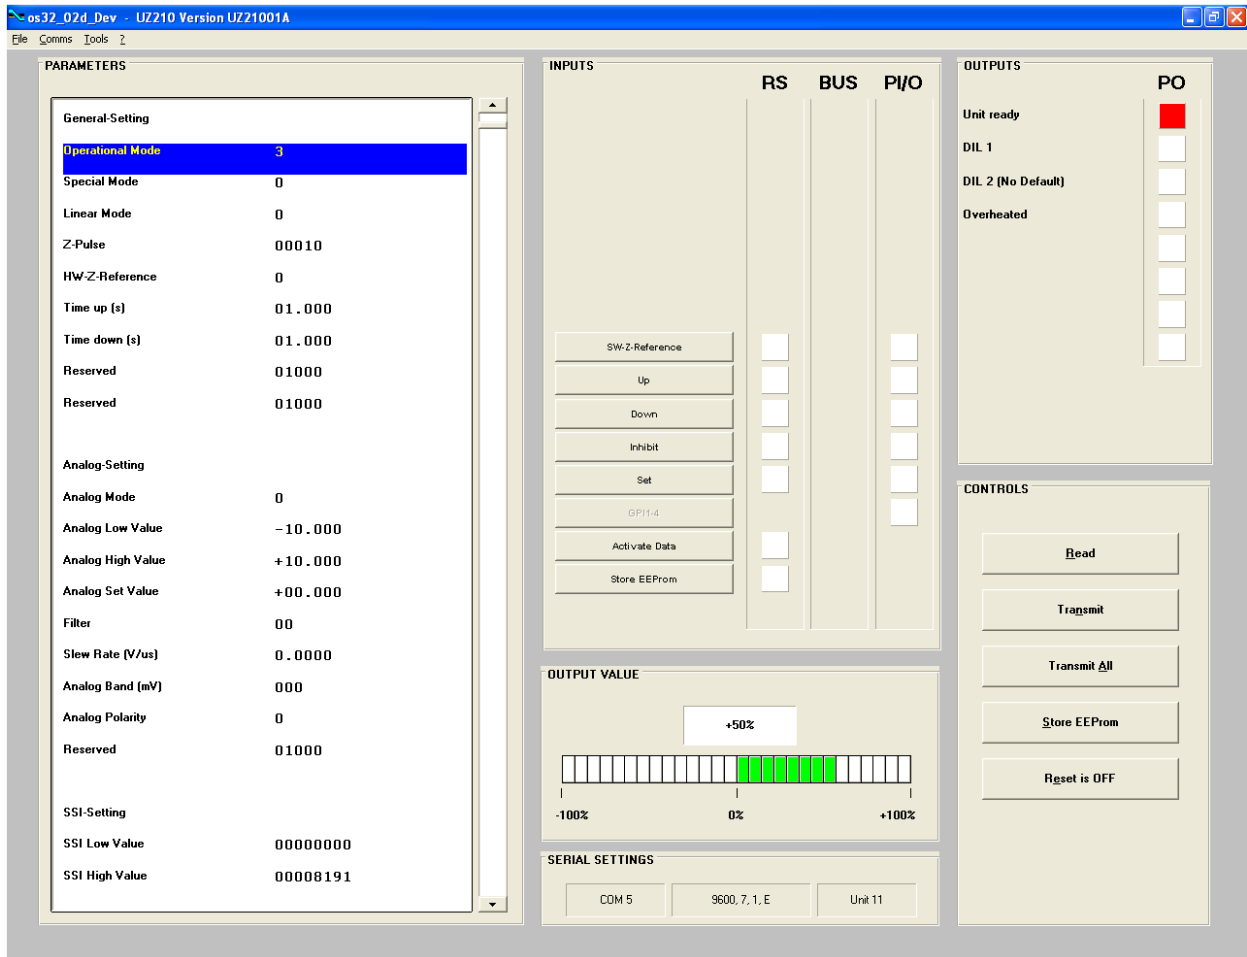 os32_02d_Dev - UZ210 Version UZ21001A
File Comms Tools ?
PARAMETERS
General-Setting
Operational Mode 3
Special Mode 0
Linear Mode 0
Z-Pulse 00010
HW-Z-Reference 0
Time up (s) 01.000
Time down (s) 01.000
Reserved 01000
Reserved 01000
Analog-Setting
Analog Mode 0
Analog Low Value -10.000
Analog High Value +10.000
Analog Set Value +00.000
Filter 00
Slew Rate (V/us) 0.0000
Analog Band (mV) 000
Analog Polarity 0
Reserved 01000
SSI-Setting
SSI Low Value 00000000
SSI High Value 00008191
INPUTS
RS BUS PI/O
SW-Z-Reference
Up
Down
Inhibit
Set
GPI1-4
Activate Data
Store EEProm
OUTPUT VALUE
+50%
-100% 0% +100%
SERIAL SETTINGS
COM 5 9600, 7, 1, E Unit 11
OUTPUTS
PO
Unit ready
DIL 1
DIL 2 (No Default)
Overheated
CONTROLS
Read
Transmit
Transmit All
Store EEProm
Reset is OFF